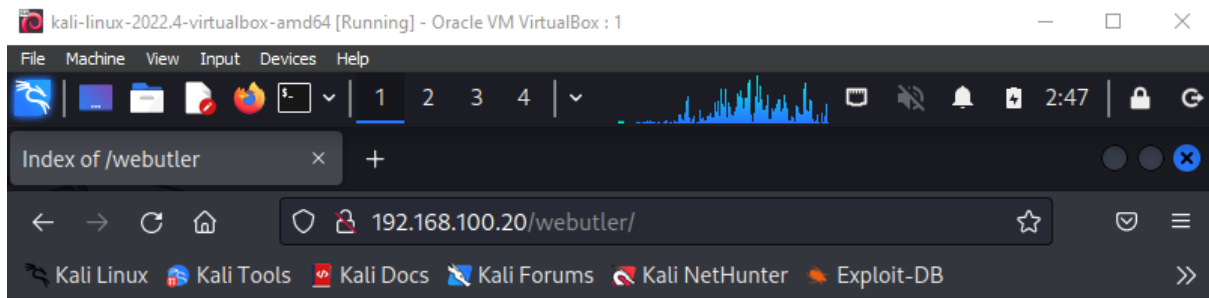 kali-linux-2022.4-virtualbox-amd64 [Running] - Oracle VM VirtualBox : 1
File Machine View Input Devices Help
1 2 3 4 2:47
Index of /webutler
192.168.100.20/webutler/
Kali Linux Kali Tools Kali Docs Kali Forums Kali NetHunter Exploit-DB